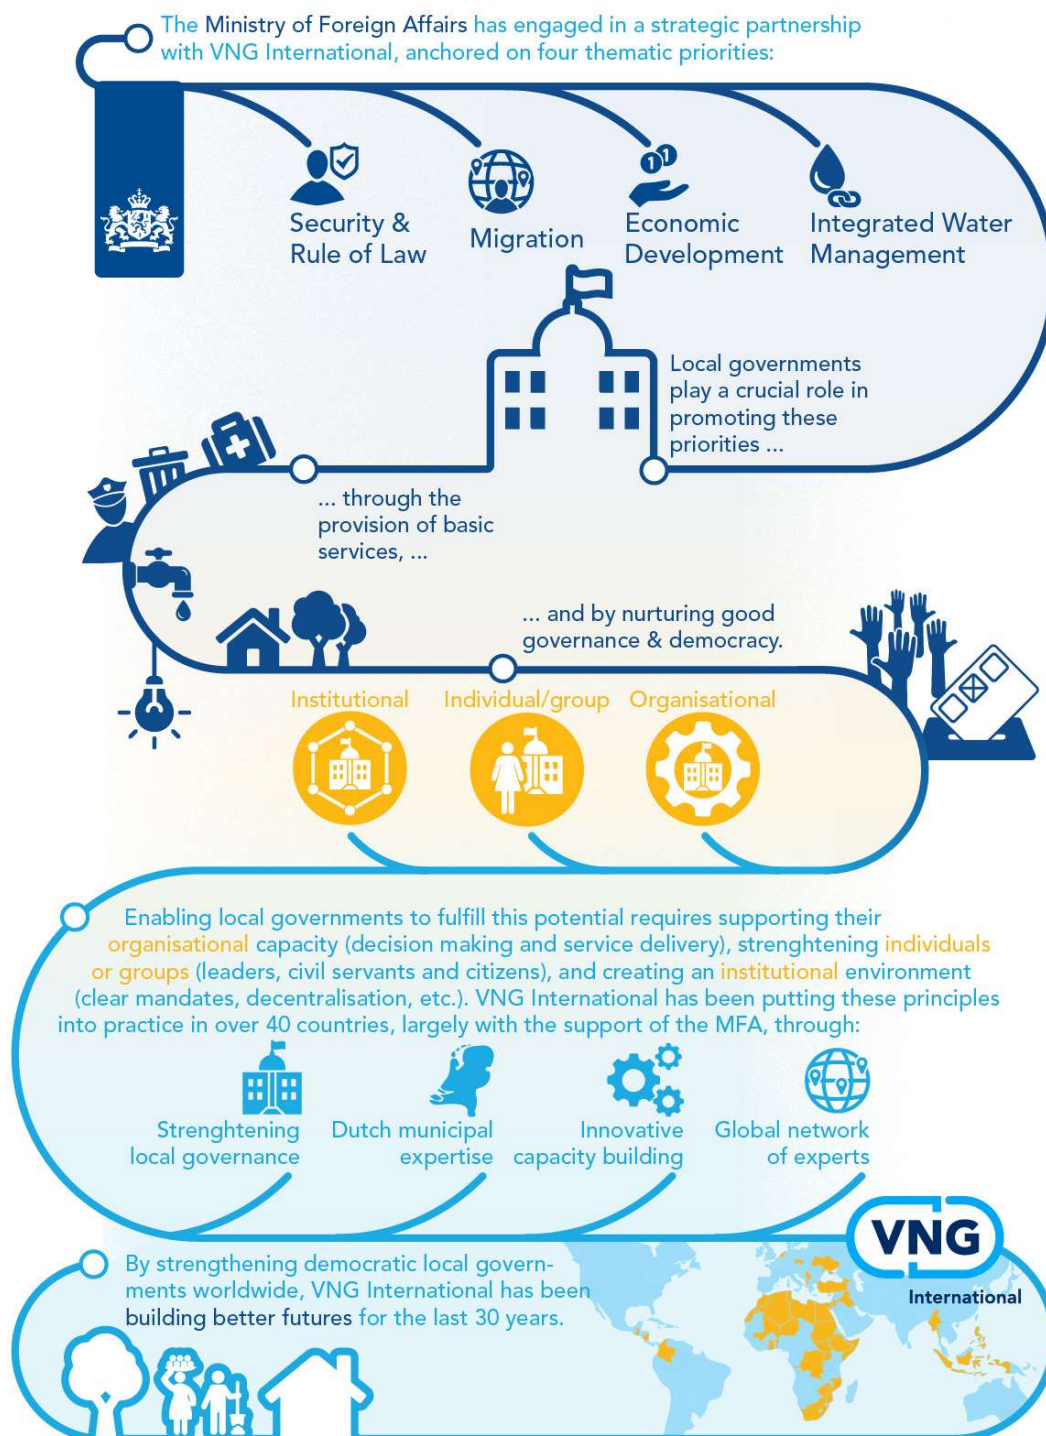 The Ministry of Foreign Affairs has engaged in a strategic partnership
with VNG International, anchored on four thematic priorities:
Security &
Rule of Law
Migration
Economic
Development
Integrated Water
Management
Local governments
play a crucial role in
promoting these
priorities ...
... through the
provision of basic
services, ...
... and by nurturing good
governance & democracy.
Institutional
Individual/group
Organisational
Enabling local governments to fulfill this potential requires supporting their
organisational capacity (decision making and service delivery), strenghtening individuals
or groups (leaders, civil servants and citizens), and creating an institutional environment
(clear mandates, decentralisation, etc.). VNG International has been putting these principles
into practice in over 40 countries, largely with the support of the MFA, through:
Strenghtening
local governance
Dutch municipal
expertise
Innovative
capacity building
Global network
of experts
By strengthening democratic local govern-
ments worldwide, VNG International has been
building better futures for the last 30 years.
VNG
International